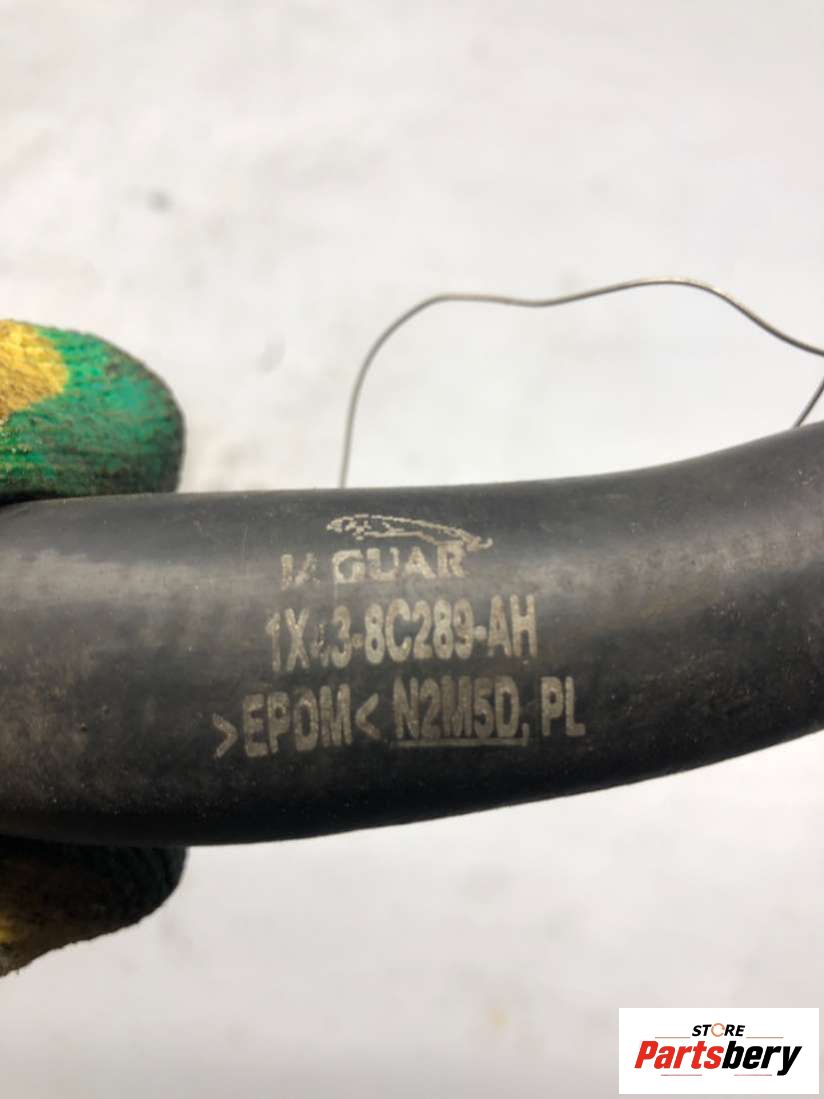 JAGUAR
1X43-8C289-AH
>EPDM< N2M5D, PL
STORE
Partsbery